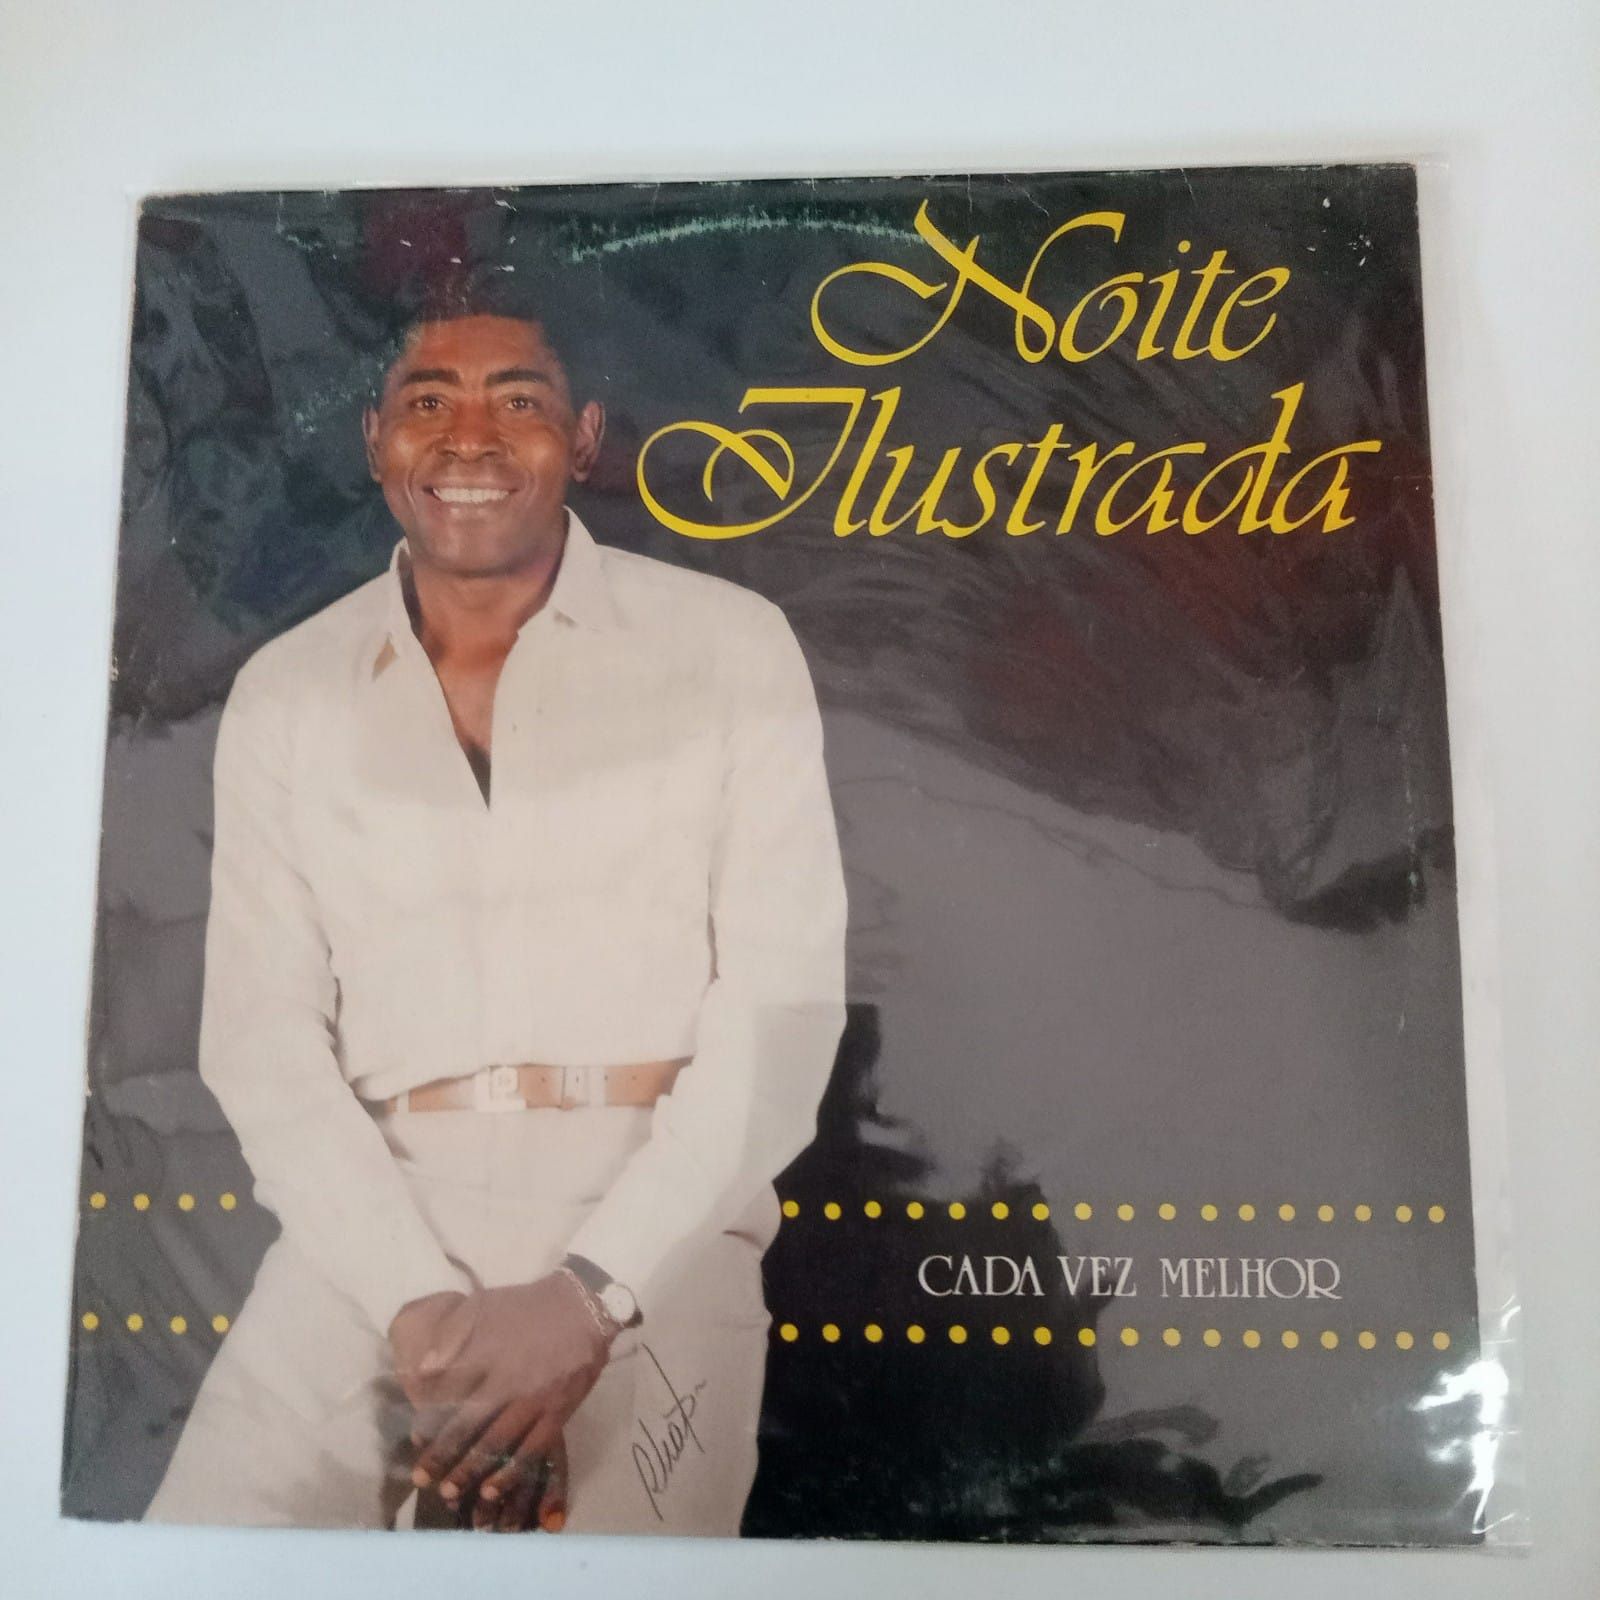 Noite
Ilustrada
CADA VEZ MELHOR